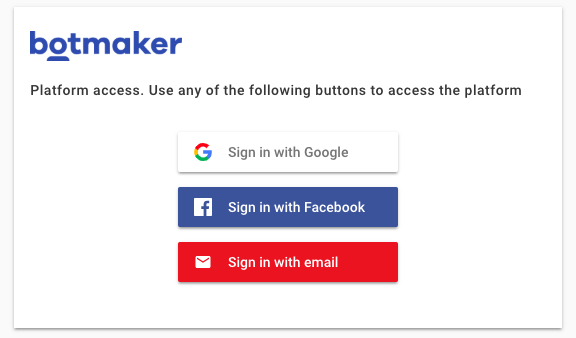 botmaker
Platform access. Use any of the following buttons to access the platform
Sign in with Google
Sign in with Facebook
Sign in with email